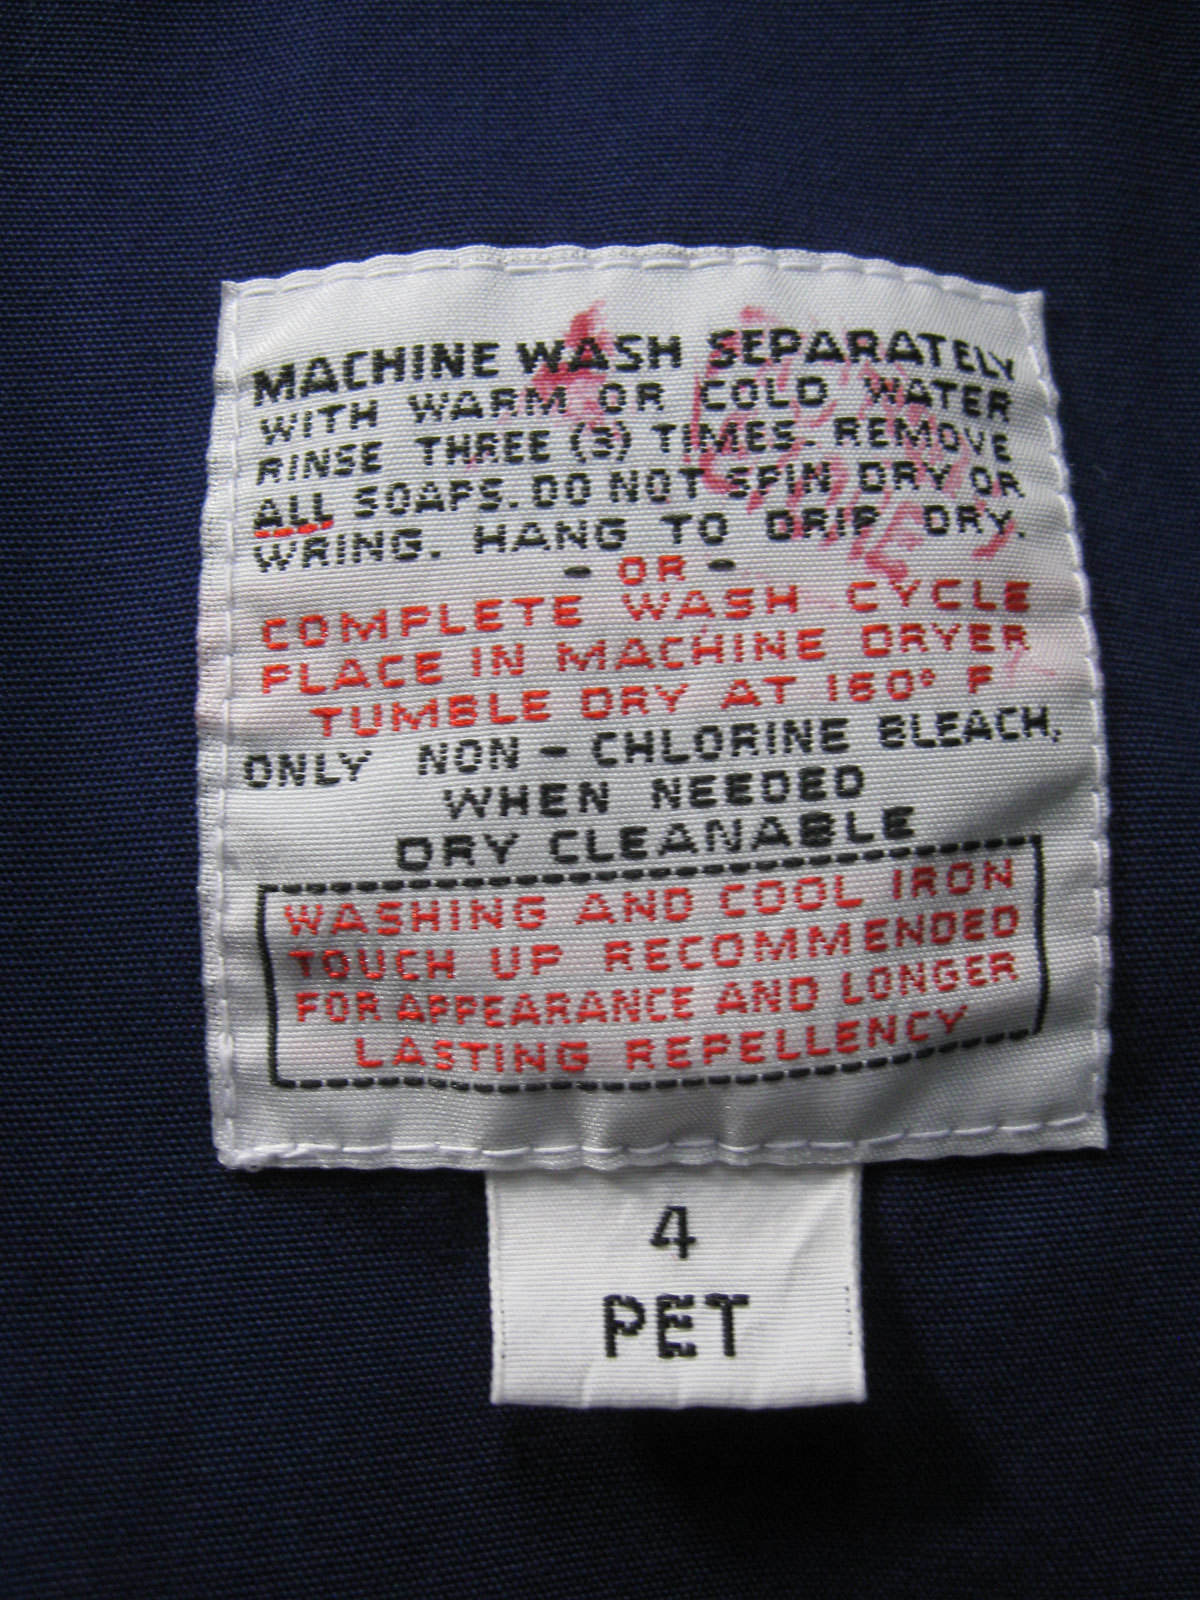 MACHINE WASH SEPARATELY
WITH WARM OR COLD WATER
RINSE THREE (3) TIMES. REMOVE
ALL SOAPS. DO NOT SPIN DRY OR
WRING. HANG TO DRIP DRY.
- OR -
COMPLETE WASH CYCLE
PLACE IN MACHINE DRYER
TUMBLE DRY AT 160° F
ONLY NON - CHLORINE BLEACH,
WHEN NEEDED
DRY CLEANABLE
WASHING AND COOL IRON
TOUCH UP RECOMMENDED
FOR APPEARANCE AND LONGER
LASTING REPELLENCY
4
PET